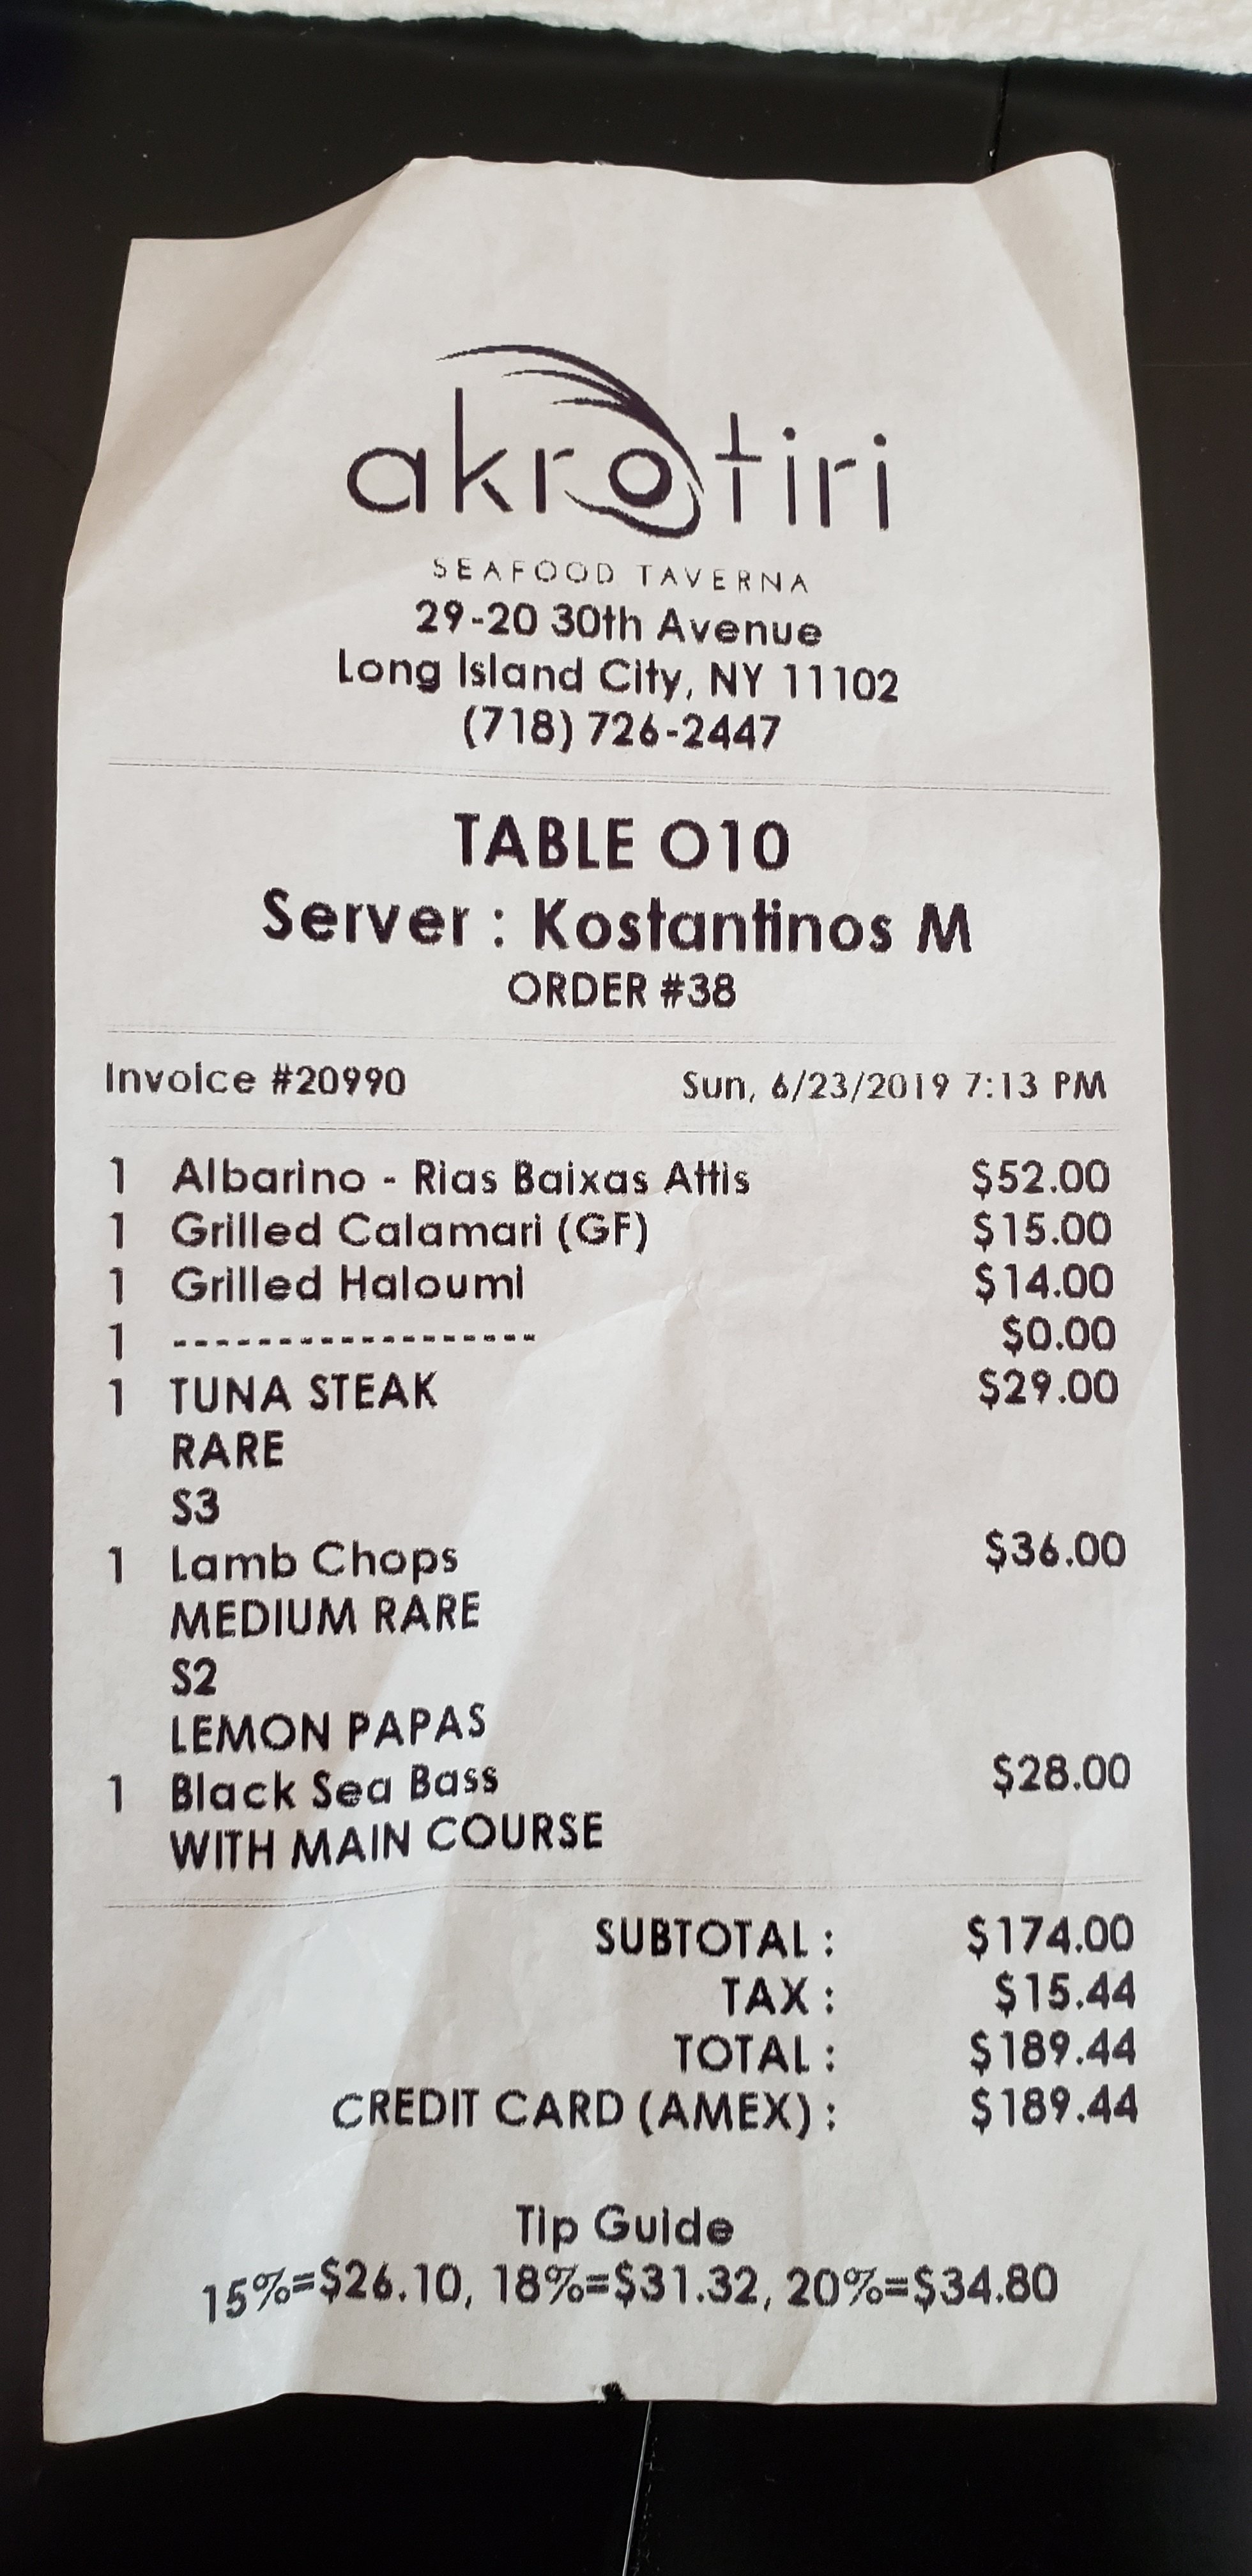 akrotiri
SEAFOOD TAVERNA
29-20 30th Avenue
Long Island City, NY 11102
(718) 726-2447
TABLE O10
Server : Kostantinos M
ORDER #38
Invoice #20990 Sun, 6/23/2019 7:13 PM
1 Albarino - Rias Baixas Attis $52.00
1 Grilled Calamari (GF) $15.00
1 Grilled Haloumi $14.00
1 ------------------ $0.00
1 TUNA STEAK $29.00
RARE
S3
1 Lamb Chops $36.00
MEDIUM RARE
S2
LEMON PAPAS
1 Black Sea Bass $28.00
WITH MAIN COURSE
SUBTOTAL : $174.00
TAX : $15.44
TOTAL : $189.44
CREDIT CARD (AMEX) : $189.44
Tip Guide
15%=$26.10, 18%=$31.32, 20%=$34.80